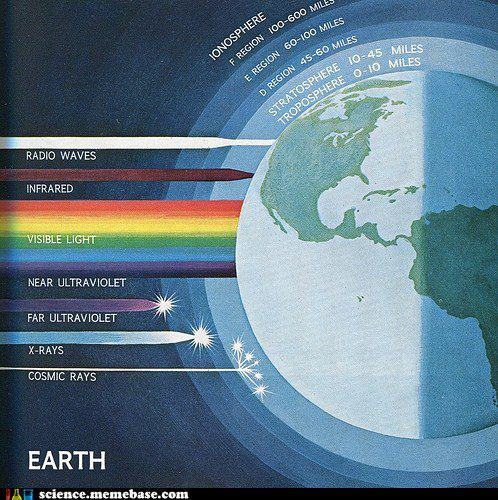 IONOSPHERE
F REGION 100-600 MILES
E REGION 60-100 MILES
D REGION 45-60 MILES
STRATOSPHERE 10-45 MILES
TROPOSPHERE 0-10 MILES
RADIO WAVES
INFRARED
VISIBLE LIGHT
NEAR ULTRAVIOLET
FAR ULTRAVIOLET
X-RAYS
COSMIC RAYS
EARTH
science.memebase.com